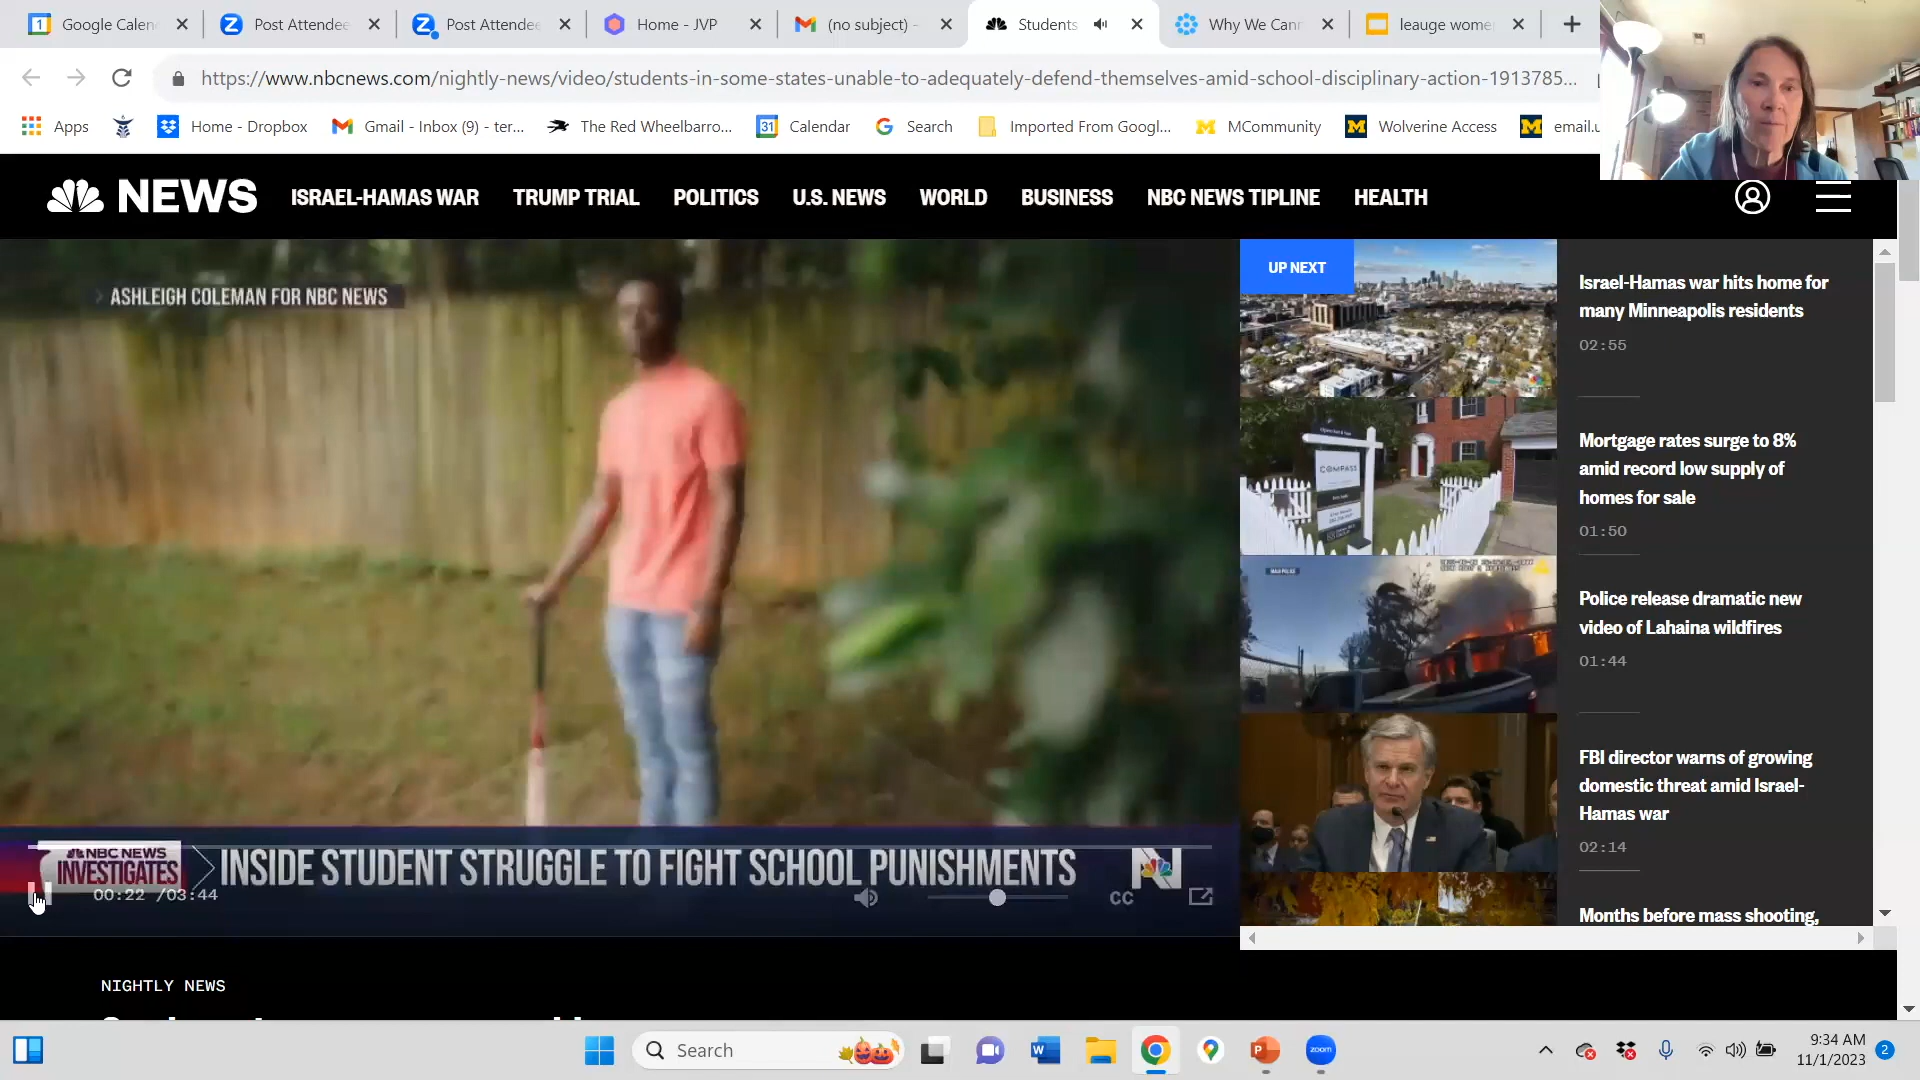 Google Calen
Post Attendee
Post Attende
Home - JVP
(no subject) -
Students
Why We Cann
leauge wome
https://www.nbcnews.com/nightly-news/video/students-in-some-states-unable-to-adequately-defend-themselves-amid-school-disciplinary-action-1913785...
Apps
Home - Dropbox
Gmail - Inbox (9) - ter...
The Red Wheelbarro...
Calendar
Search
Imported From Googl...
MCommunity
Wolverine Access
email.u
NEWS
ISRAEL-HAMAS WAR
TRUMP TRIAL
POLITICS
U.S. NEWS
WORLD
BUSINESS
NBC NEWS TIPLINE
HEALTH
ASHLEIGH COLEMAN FOR NBC NEWS
NBC NEWS
INVESTIGATES
INSIDE STUDENT STRUGGLE TO FIGHT SCHOOL PUNISHMENTS
00:22 /03:44
CC
UP NEXT
Israel-Hamas war hits home for
many Minneapolis residents
02:55
COMPASS
Mortgage rates surge to 8%
amid record low supply of
homes for sale
01:50
Police release dramatic new
video of Lahaina wildfires
01:44
FBI director warns of growing
domestic threat amid Israel-
Hamas war
02:14
Months before mass shooting,
NIGHTLY NEWS
Search
zoom
9:34 AM
11/1/2023
2